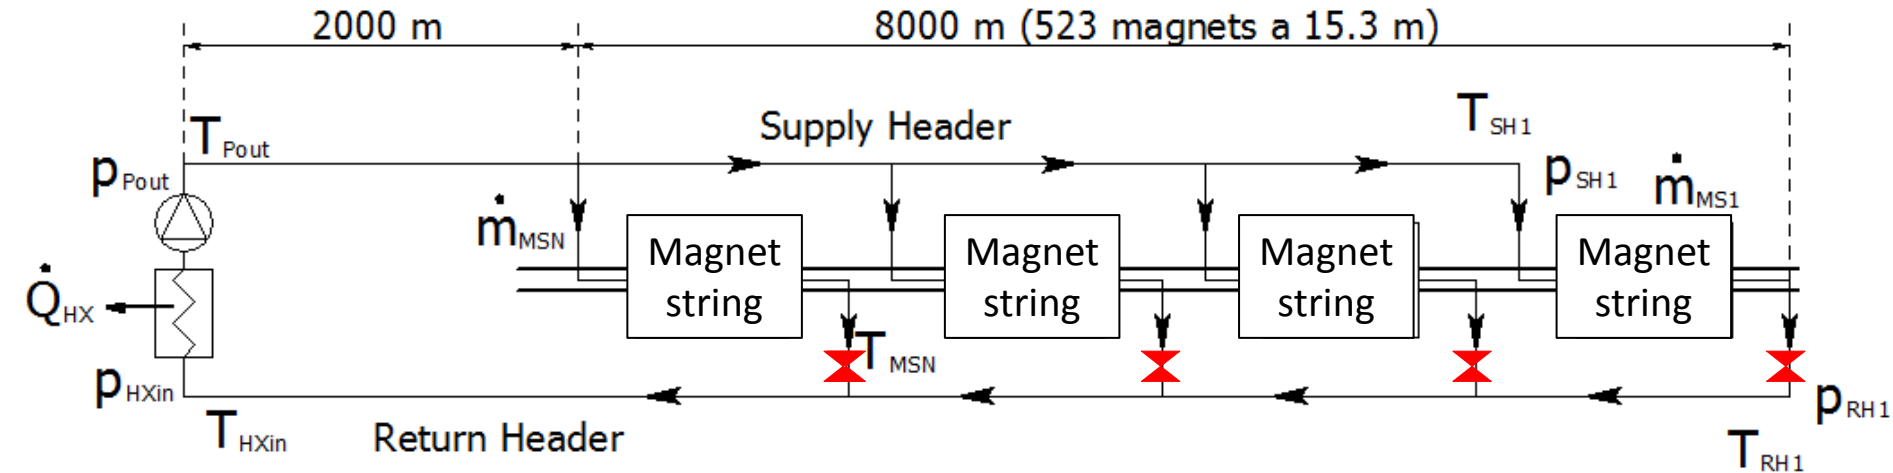 2000 m
8000 m (523 magnets a 15.3 m)
T Pout
Supply Header
T SH1
p Pout
p SH1
ṁ MS1
ṁ MSN
Magnet string
Magnet string
Magnet string
Magnet string
Q̇ HX
T MSN
p HXin
p RH1
T HXin
Return Header
T RH1